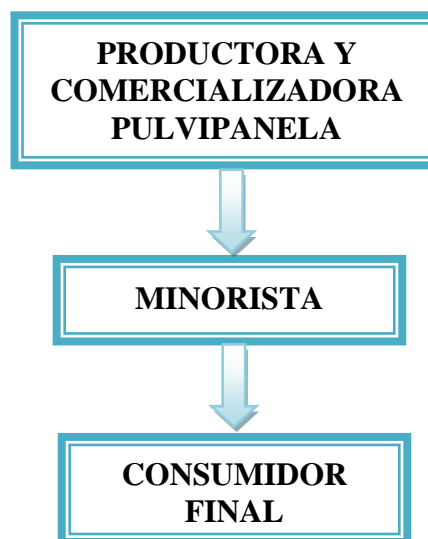 PRODUCTORA Y
COMERCIALIZADORA
PULVIPANELA
MINORISTA
CONSUMIDOR
FINAL